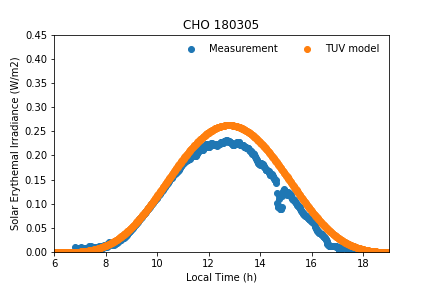 CHO 180305
Measurement TUV model
Solar Erythemal Irradiance (W/m2)
0.45
0.40
0.35
0.30
0.25
0.20
0.15
0.10
0.05
0.00
6 8 10 12 14 16 18
Local Time (h)